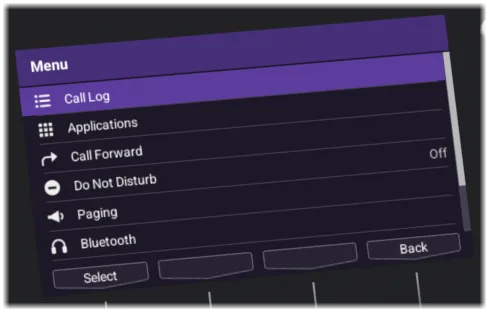 Menu
Call Log
Applications
Call Forward
Do Not Disturb Off
Paging
Bluetooth
Select Back